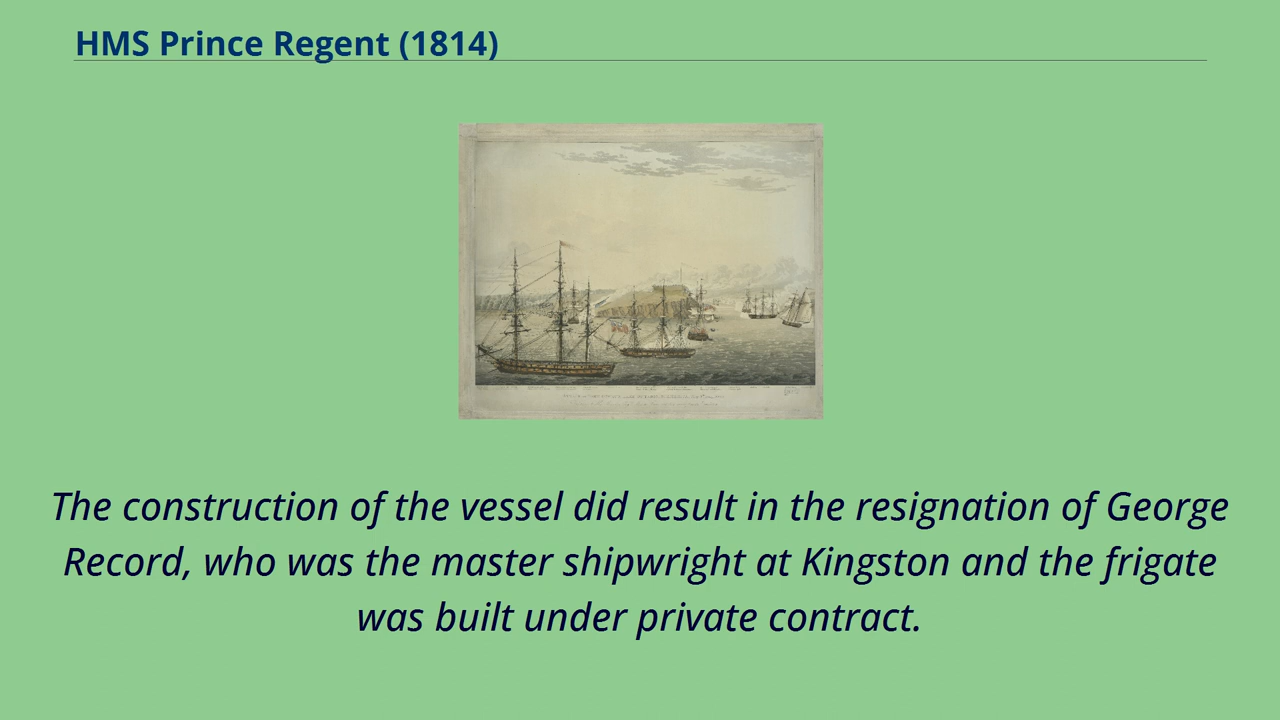 HMS Prince Regent (1814)
The construction of the vessel did result in the resignation of George
Record, who was the master shipwright at Kingston and the frigate
was built under private contract.